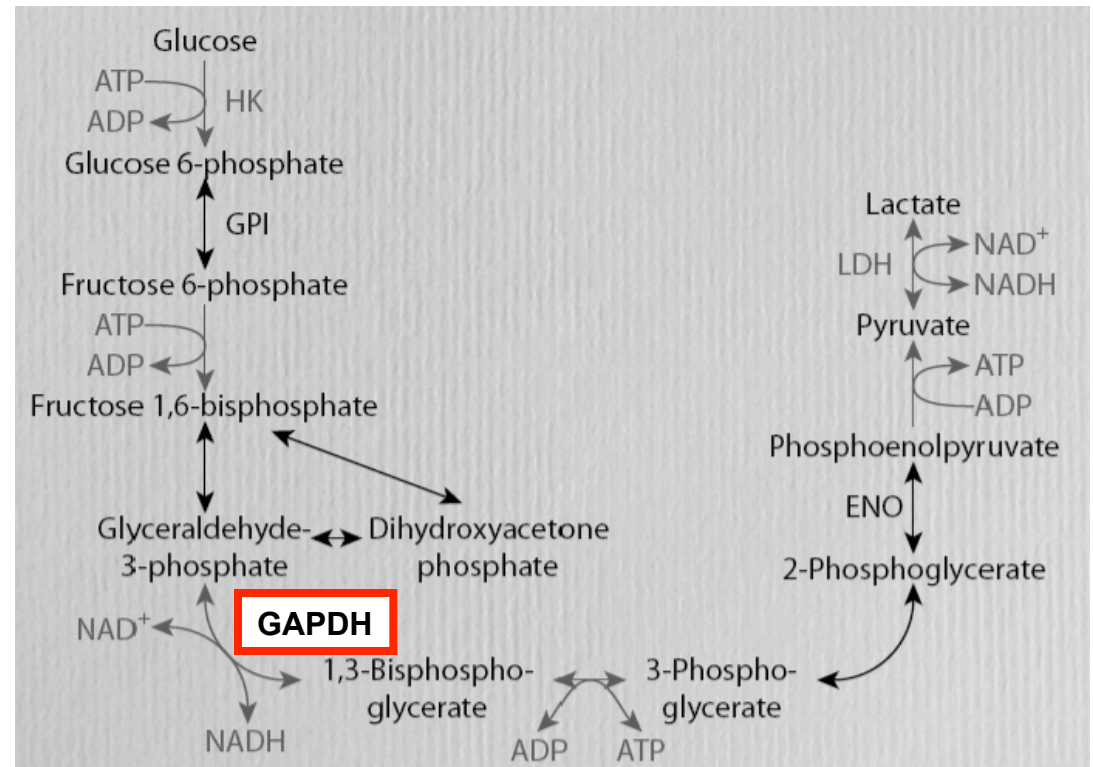 Glucose
ATP
HK
ADP
Glucose 6-phosphate
GPI
Fructose 6-phosphate
ATP
ADP
Fructose 1,6-bisphosphate
Glyceraldehyde-
3-phosphate
Dihydroxyacetone
phosphate
GAPDH
NAD+
NADH
1,3-Bisphospho-
glycerate
ADP
ATP
3-Phospho-
glycerate
2-Phosphoglycerate
ENO
Phosphoenolpyruvate
ADP
ATP
Pyruvate
LDH
NAD+
NADH
Lactate